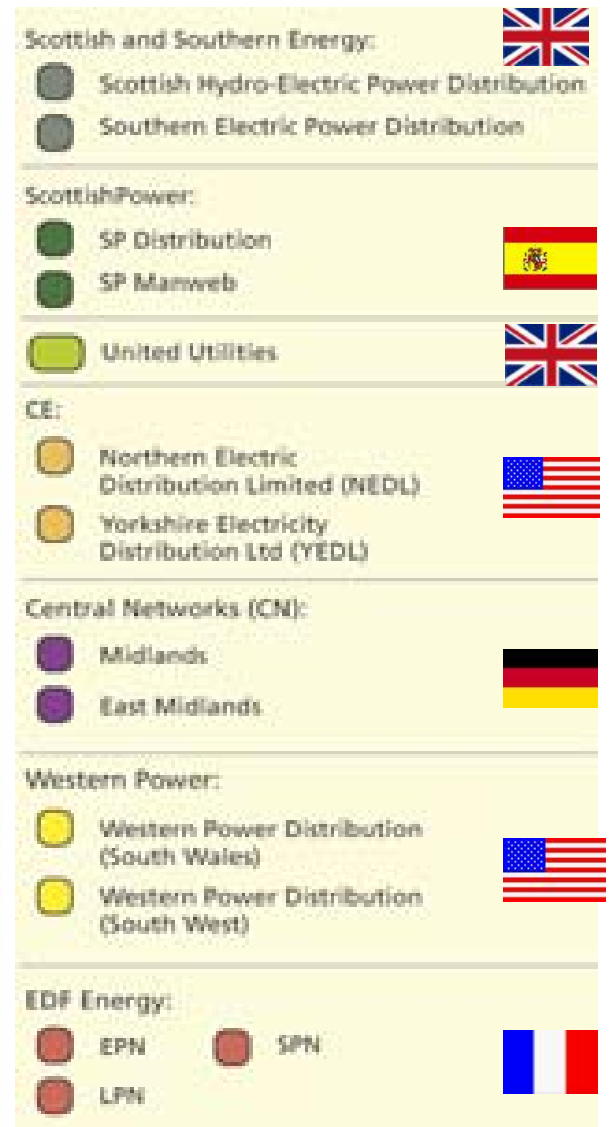 Scottish and Southern Energy:
Scottish Hydro-Electric Power Distribution
Southern Electric Power Distribution
ScottishPower:
SP Distribution
SP Manweb
United Utilities
CE:
Northern Electric
Distribution Limited (NEDL)
Yorkshire Electricity
Distribution Ltd (YEDL)
Central Networks (CN):
Midlands
East Midlands
Western Power:
Western Power Distribution
(South Wales)
Western Power Distribution
(South West)
EDF Energy:
EPN SPN
LPN